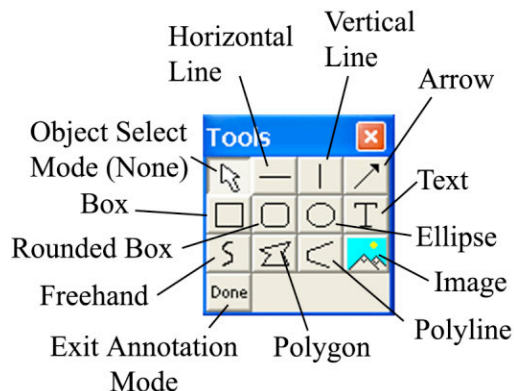 Horizontal
Line
Vertical
Line
Arrow
Object Select
Mode (None)
Tools
Box
Text
T
Rounded Box
Ellipse
Freehand
Image
Done
Polyline
Exit Annotation
Mode
Polygon